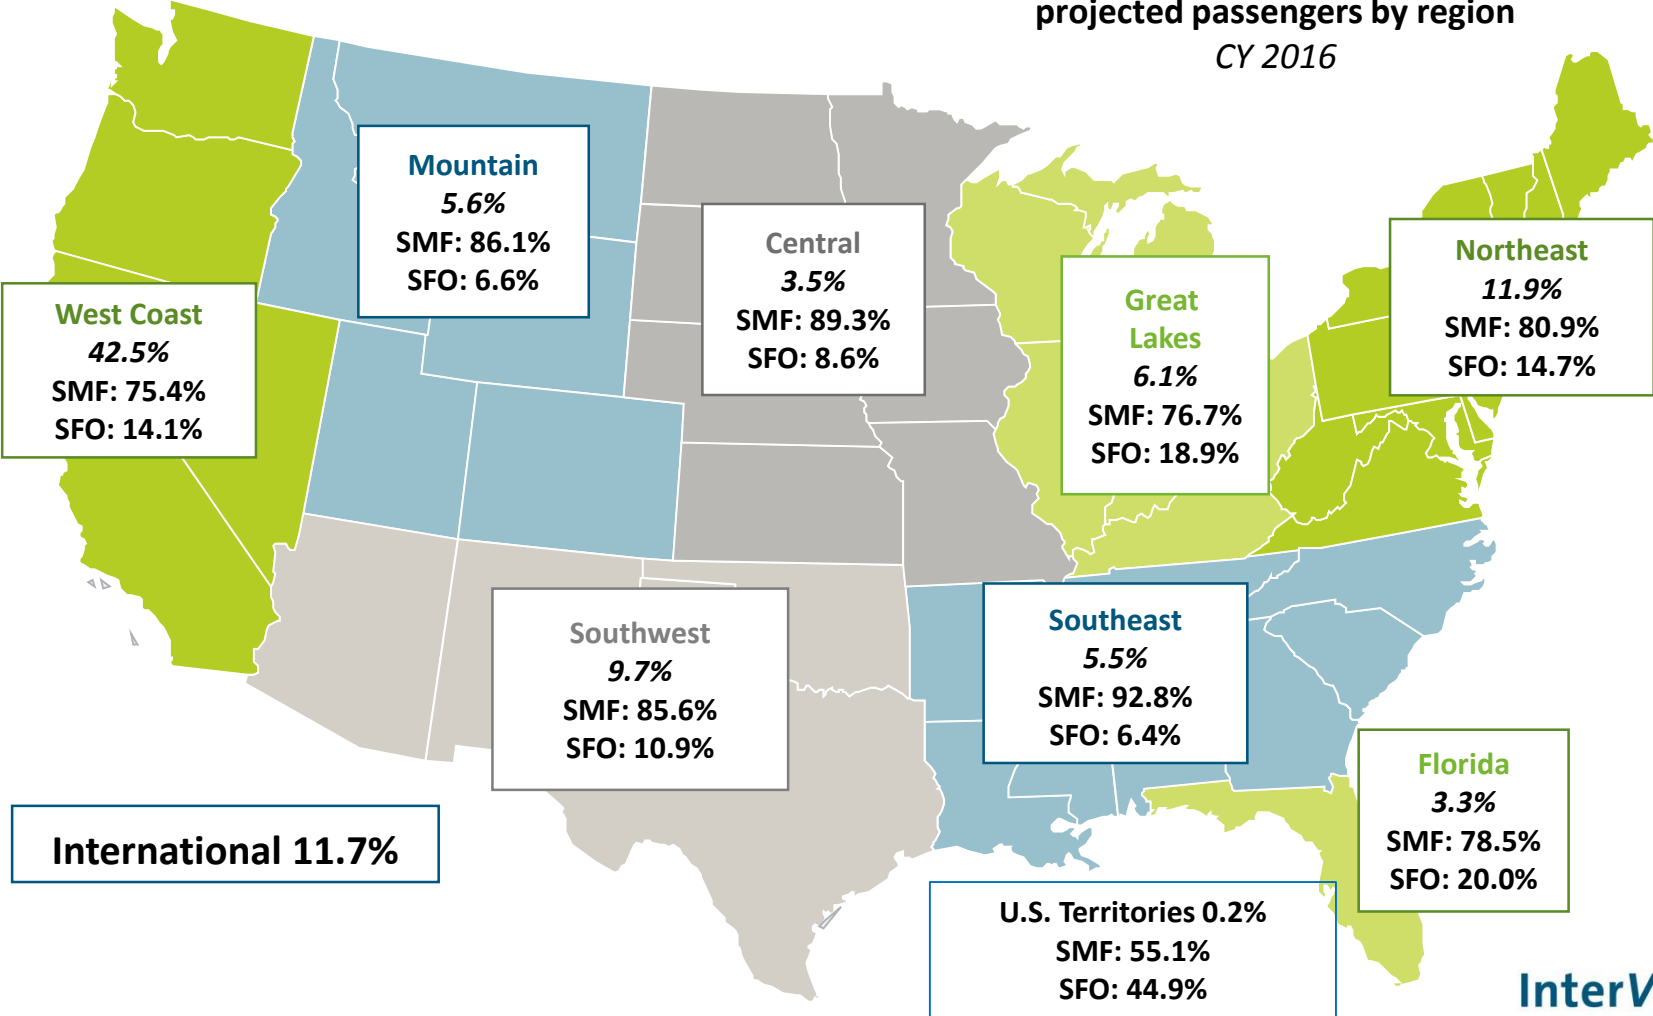 projected passengers by region
CY 2016
Mountain
5.6%
SMF: 86.1%
SFO: 6.6%
Central
3.5%
SMF: 89.3%
SFO: 8.6%
Northeast
11.9%
SMF: 80.9%
SFO: 14.7%
West Coast
42.5%
SMF: 75.4%
SFO: 14.1%
Great
Lakes
6.1%
SMF: 76.7%
SFO: 18.9%
Southwest
9.7%
SMF: 85.6%
SFO: 10.9%
Southeast
5.5%
SMF: 92.8%
SFO: 6.4%
Florida
3.3%
SMF: 78.5%
SFO: 20.0%
International 11.7%
U.S. Territories 0.2%
SMF: 55.1%
SFO: 44.9%
InterV